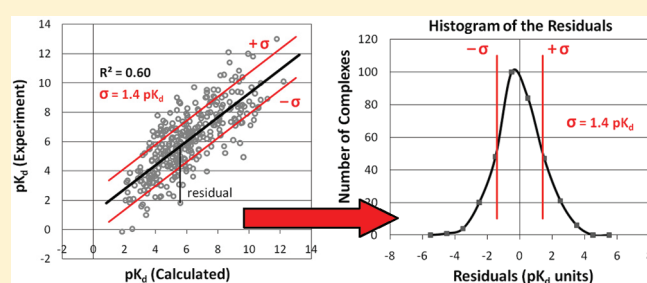 R² = 0.60
σ = 1.4 pKd
+σ
−σ
residual
pKd (Experiment)
14
12
10
8
6
4
2
0
-2
0
2
4
6
8
10
12
14
pKd (Calculated)
Histogram of the Residuals
−σ
+σ
σ = 1.4 pKd
Number of Complexes
120
100
80
60
40
20
0
-8
-6
-4
-2
0
2
4
6
Residuals (pKd units)